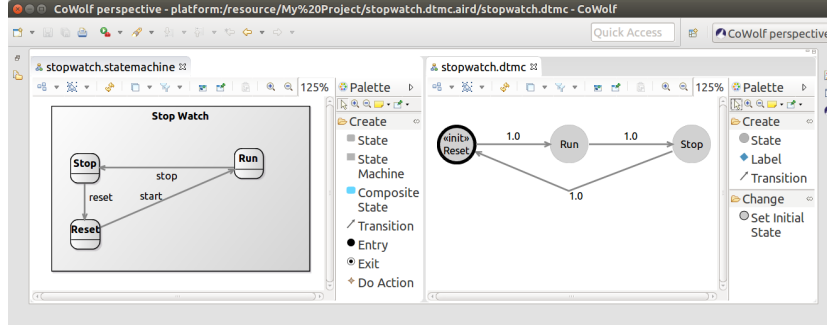 CoWolf perspective - platform:/resource/My%20Project/stopwatch.dtmc.aird/stopwatch.dtmc - CoWolf
Quick Access
CoWolf perspective
stopwatch.statemachine
125%
Stop Watch
Stop
Run
stop
reset
start
Reset
Palette
Create
State
State
Machine
Composite
State
Transition
Entry
Exit
Do Action
stopwatch.dtmc
125%
«init»
Reset
1.0
Run
1.0
Stop
1.0
Palette
Create
State
Label
Transition
Change
Set Initial
State